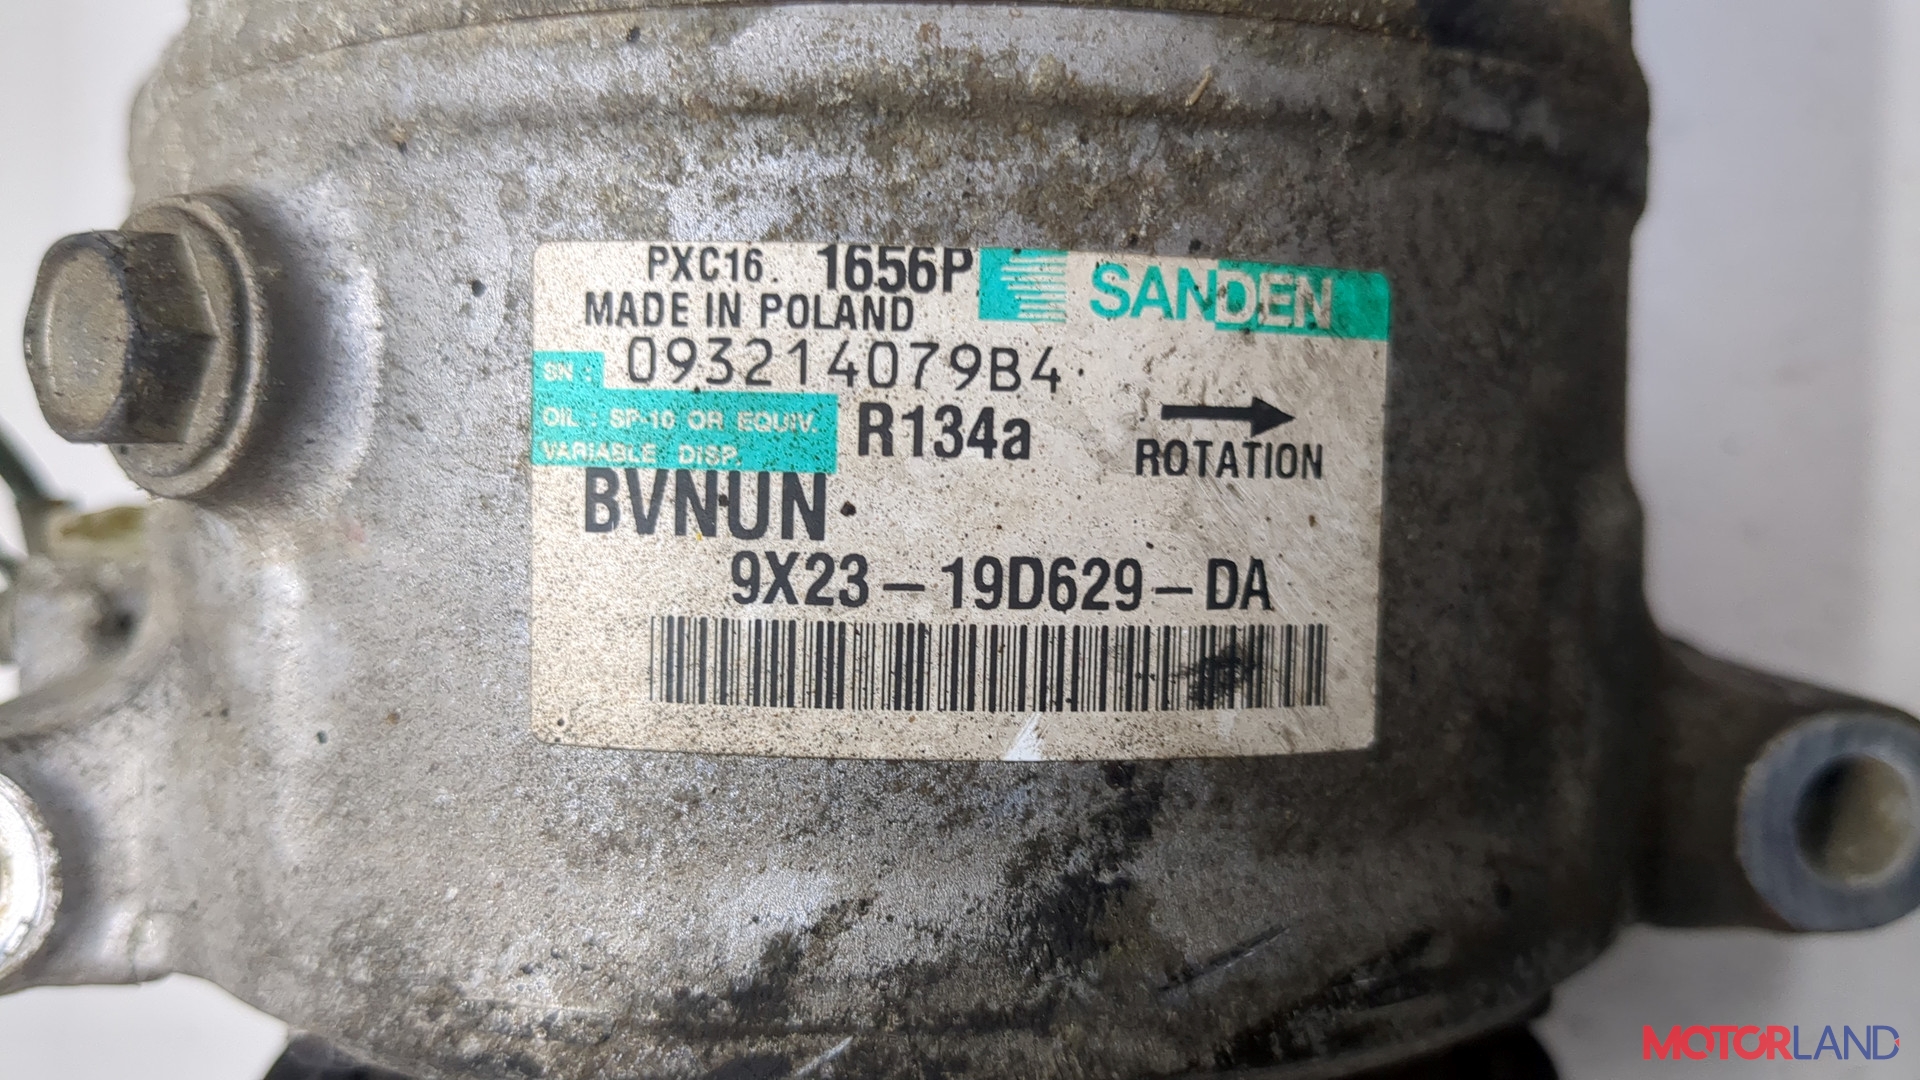 PXC16. 1656P SANDEN
MADE IN POLAND
SN : 093214079B4
OIL : SP-10 OR EQUIV. R134a
VARIABLE DISP. ROTATION
BVNUN
9X23-19D629-DA
MOTORLAND